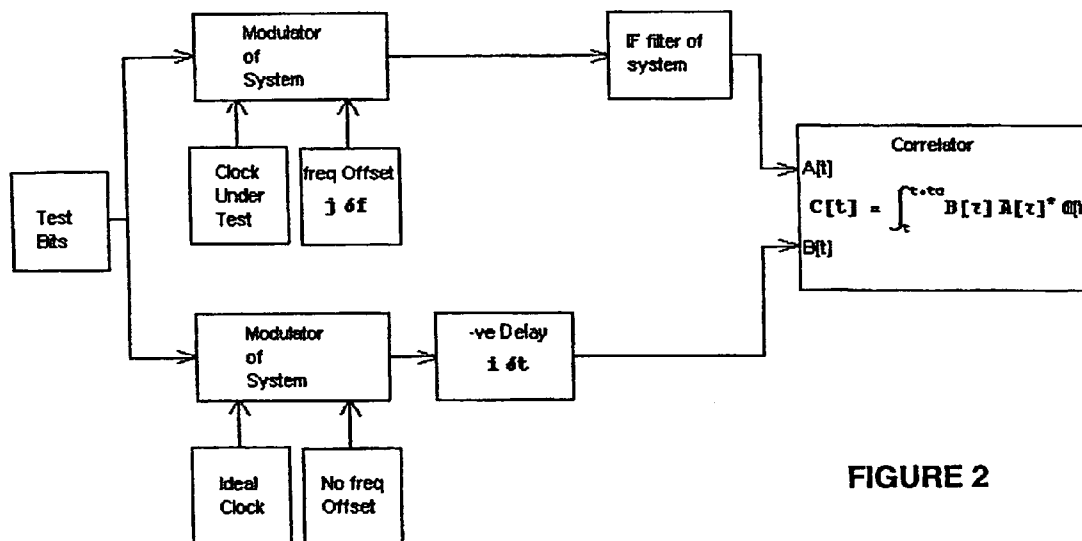 Modulator
of
System
IF filter of
system
Clock
Under
Test
freq Offset
j δf
Test
Bits
Correlator
A[t]
C[t] = ∫ B[τ] A[τ]*
B[t]
Modulator
of
System
-ve Delay
i δt
Ideal
Clock
No freq
Offset
FIGURE 2